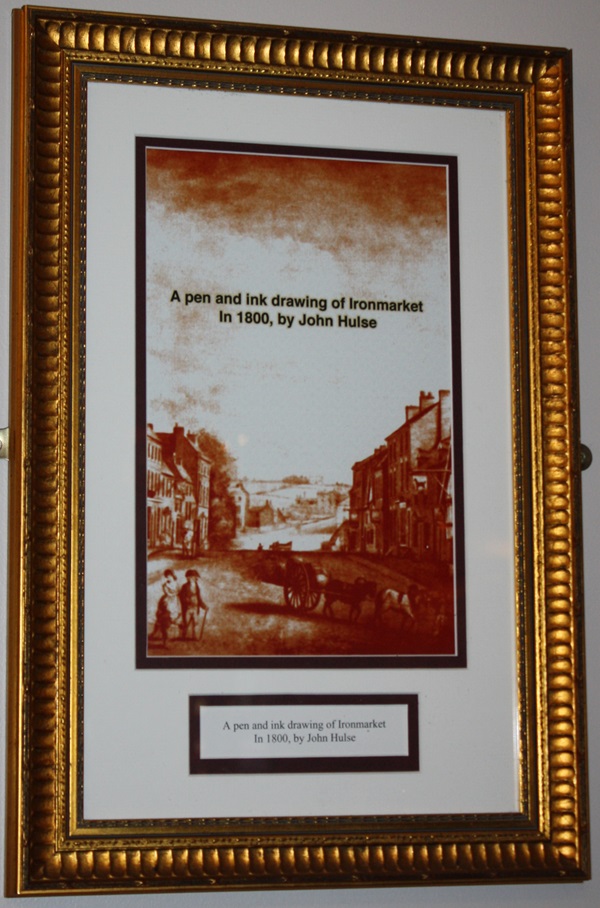 A pen and ink drawing of Ironmarket
In 1800, by John Hulse
A pen and ink drawing of Ironmarket
In 1800, by John Hulse